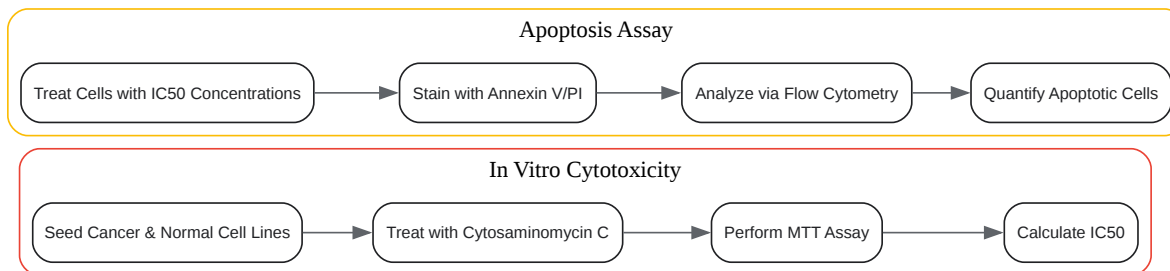 Apoptosis Assay
Treat Cells with IC50 Concentrations
Stain with Annexin V/PI
Analyze via Flow Cytometry
Quantify Apoptotic Cells
In Vitro Cytotoxicity
Seed Cancer & Normal Cell Lines
Treat with Cytosaminomycin C
Perform MTT Assay
Calculate IC50